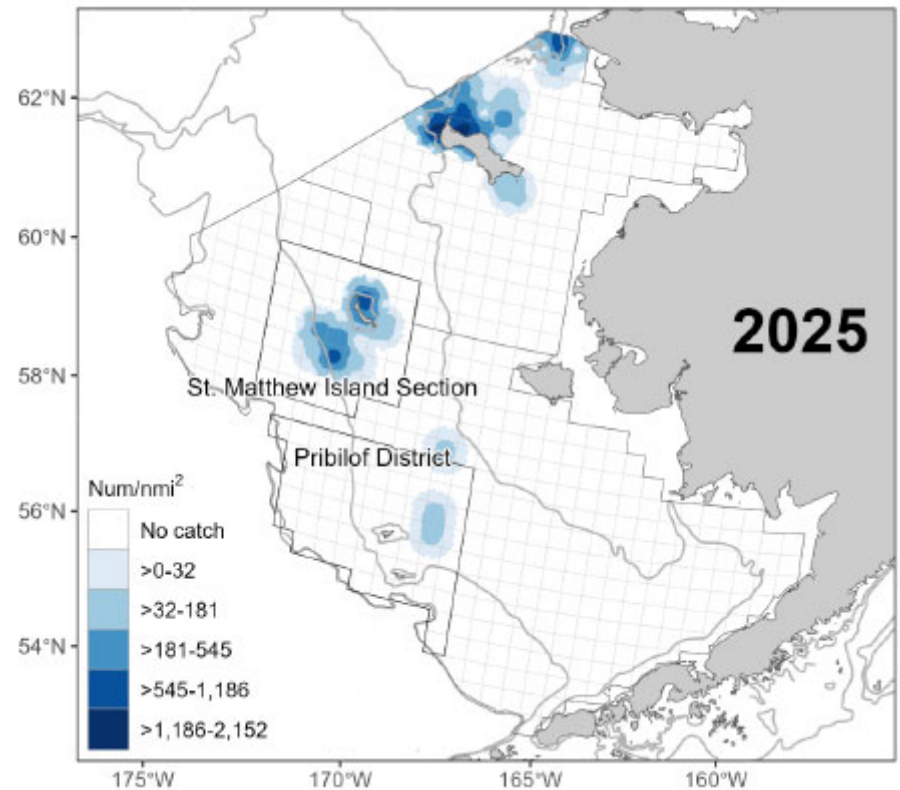 62°N
60°N
2025
58°N
St. Matthew Island Section
Pribilof District
Num/nmi²
56°N
No catch
>0-32
>32-181
54°N
>181-545
>545-1,186
>1,186-2,152
175°W 170°W 165°W 160°W